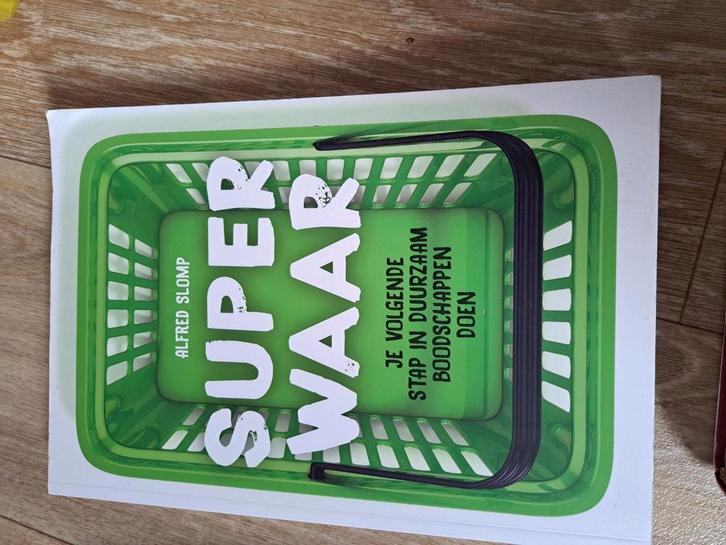 ALFRED SLOMP
SUPER
WAAR
JE VOLGENDE
STAP IN DUURZAAM
BOODSCHAPPEN
DOEN